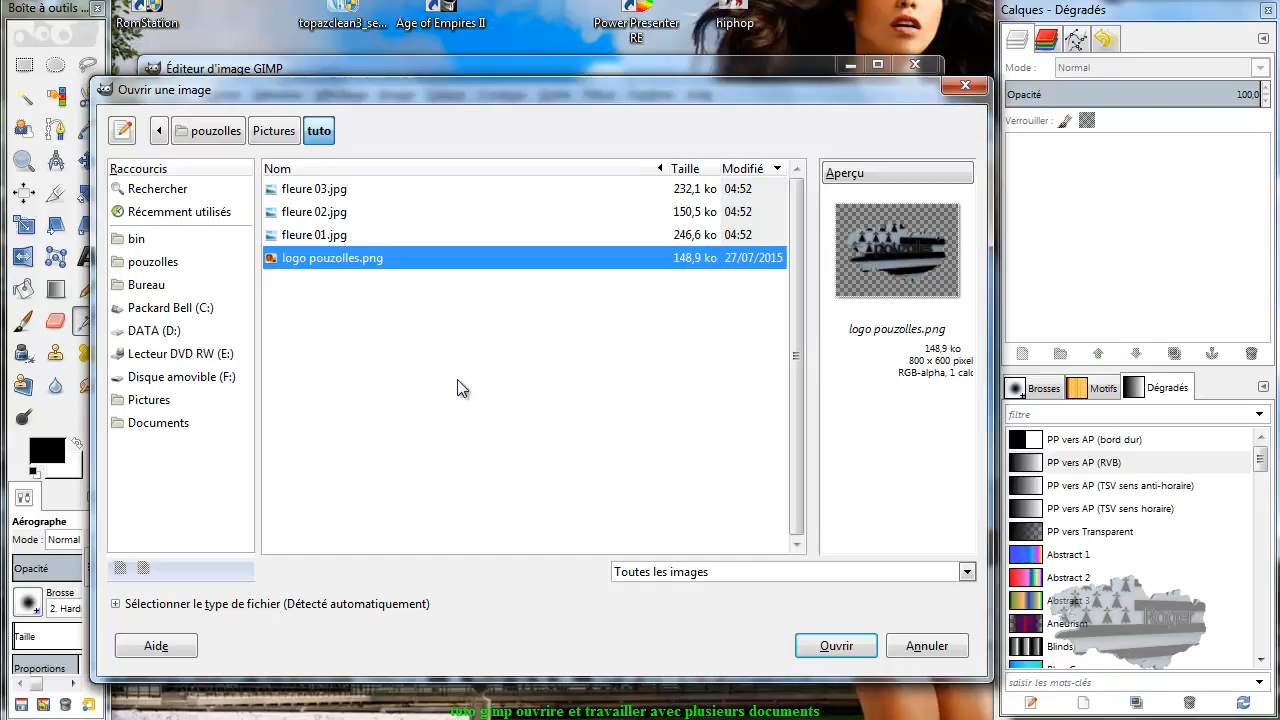 Boîte à outils ...
RomStation
topazclean3_se...
Age of Empires II
Power Presenter
RE
hiphop
Calques - Dégradés
Éditeur d'image GIMP
Ouvrir une image
pouzolles
Pictures
tuto
Mode :
Normal
Opacité
100,0
Verrouiller :
Raccourcis
Nom
Taille
Modifié
Aperçu
Rechercher
fleure 03.jpg
232,1 ko
04:52
Récemment utilisés
fleure 02.jpg
150,5 ko
04:52
bin
fleure 01.jpg
246,6 ko
04:52
pouzolles
logo pouzolles.png
148,9 ko
27/07/2015
Bureau
Packard Bell (C:)
DATA (D:)
Lecteur DVD RW (E:)
Disque amovible (F:)
Pictures
Documents
logo pouzolles.png
148,9 ko
800 x 600 pixel
RGB-alpha, 1 calc
Brosses
Motifs
Dégradés
filtre
PP vers AP (bord dur)
PP vers AP (RVB)
PP vers AP (TSV sens anti-horaire)
PP vers AP (TSV sens horaire)
PP vers Transparent
Abstract 1
Abstract 2
Abstract 3
Aneurism
Blinds
Roger
Aérographe
Mode :
Normal
Opacité
Brosse
2. Hard
Taille
Proportions
Toutes les images
Sélectionner le type de fichier (Détecté automatiquement)
Aide
Ouvrir
Annuler
saisir les mots-clés
tuto gimp ouvrire et travailler avec plusieurs documents